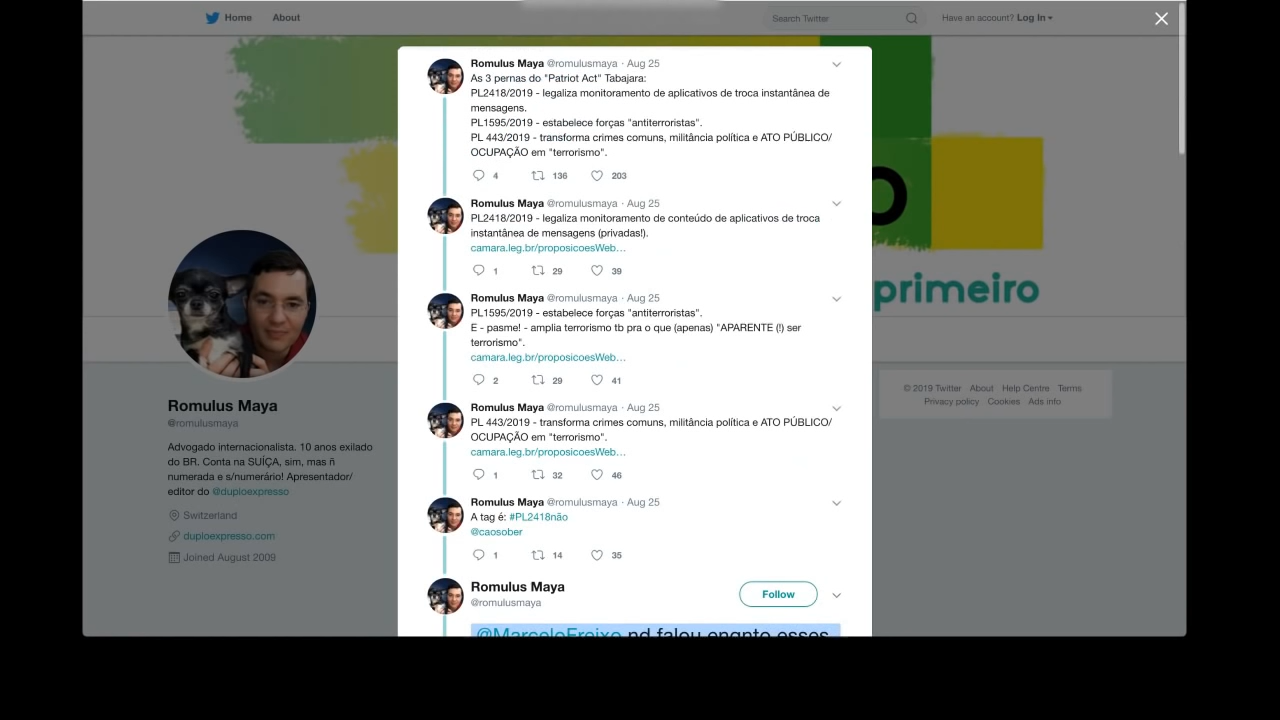 Home About
Search Twitter
Have an account? Log In
Romulus Maya @romulusmaya · Aug 25
As 3 pernas do "Patriot Act" Tabajara:
PL2418/2019 - legaliza monitoramento de aplicativos de troca instantânea de
mensagens.
PL1595/2019 - estabelece forças "antiterroristas".
PL 443/2019 - transforma crimes comuns, militância política e ATO PÚBLICO/
OCUPAÇÃO em "terrorismo".
4 136 203
Romulus Maya @romulusmaya · Aug 25
PL2418/2019 - legaliza monitoramento de conteúdo de aplicativos de troca
instantânea de mensagens (privadas!).
camara.leg.br/proposicoesWeb…
1 29 39
Romulus Maya @romulusmaya · Aug 25
PL1595/2019 - estabelece forças "antiterroristas".
E - pasme! - amplia terrorismo tb pra o que (apenas) "APARENTE (!) ser
terrorismo".
camara.leg.br/proposicoesWeb…
2 29 41
Romulus Maya @romulusmaya · Aug 25
PL 443/2019 - transforma crimes comuns, militância política e ATO PÚBLICO/
OCUPAÇÃO em "terrorismo".
camara.leg.br/proposicoesWeb…
1 32 46
Romulus Maya @romulusmaya · Aug 25
A tag é: #PL2418não
@caosober
1 14 35
Romulus Maya
@romulusmaya
Follow
@MarceloFreixo nd falou enqnto esses
Romulus Maya
@romulusmaya
Advogado internacionalista. 10 anos exilado
do BR. Conta na SUÍÇA, sim, mas ñ
numerada e s/numerário! Apresentador/
editor do @duploexpresso
Switzerland
duploexpresso.com
Joined August 2009
o
primeiro
© 2019 Twitter About Help Centre Terms
Privacy policy Cookies Ads info